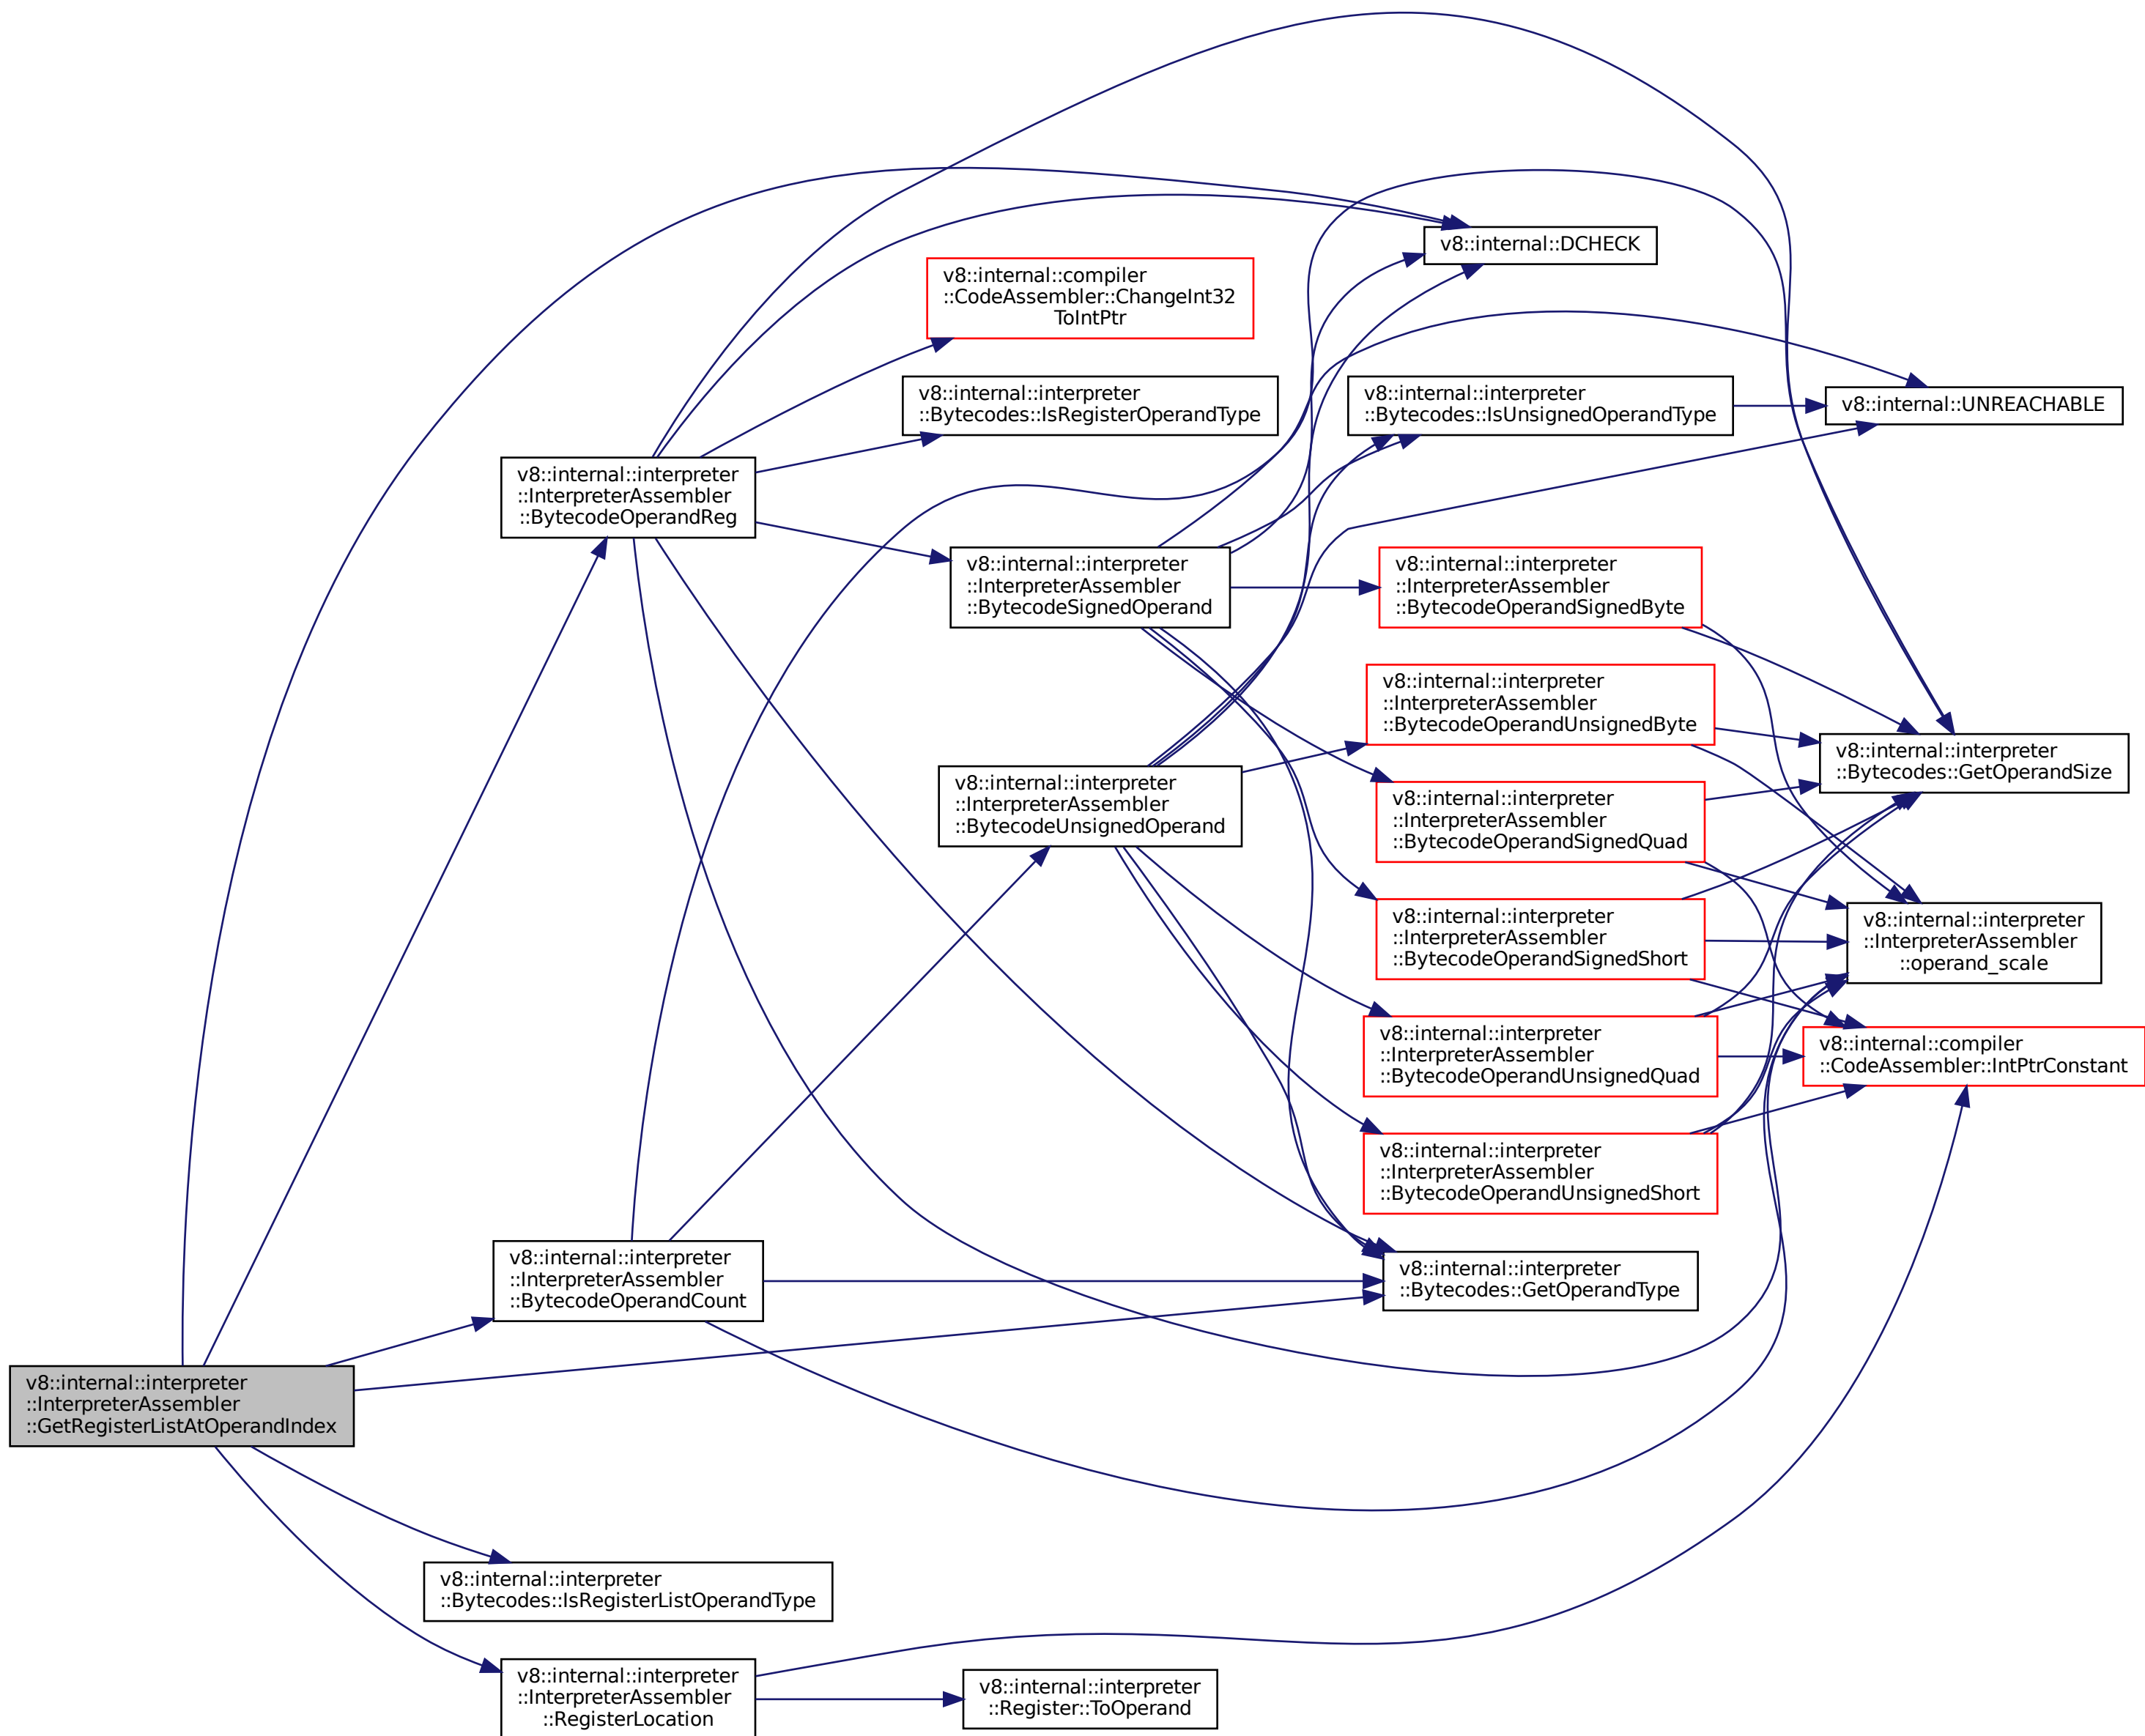 v8::internal::DCHECK
v8::internal::compiler
::CodeAssembler::ChangeInt32
ToIntPtr
v8::internal::interpreter
::Bytecodes::IsRegisterOperandType
v8::internal::interpreter
::Bytecodes::IsUnsignedOperandType
v8::internal::UNREACHABLE
v8::internal::interpreter
::InterpreterAssembler
::BytecodeOperandReg
v8::internal::interpreter
::InterpreterAssembler
::BytecodeSignedOperand
v8::internal::interpreter
::InterpreterAssembler
::BytecodeOperandSignedByte
v8::internal::interpreter
::InterpreterAssembler
::BytecodeOperandUnsignedByte
v8::internal::interpreter
::Bytecodes::GetOperandSize
v8::internal::interpreter
::InterpreterAssembler
::BytecodeUnsignedOperand
v8::internal::interpreter
::InterpreterAssembler
::BytecodeOperandSignedQuad
v8::internal::interpreter
::InterpreterAssembler
::BytecodeOperandSignedShort
v8::internal::interpreter
::InterpreterAssembler
::operand_scale
v8::internal::interpreter
::InterpreterAssembler
::BytecodeOperandUnsignedQuad
v8::internal::compiler
::CodeAssembler::IntPtrConstant
v8::internal::interpreter
::InterpreterAssembler
::BytecodeOperandUnsignedShort
v8::internal::interpreter
::InterpreterAssembler
::BytecodeOperandCount
v8::internal::interpreter
::Bytecodes::GetOperandType
v8::internal::interpreter
::InterpreterAssembler
::GetRegisterListAtOperandIndex
v8::internal::interpreter
::Bytecodes::IsRegisterListOperandType
v8::internal::interpreter
::InterpreterAssembler
::RegisterLocation
v8::internal::interpreter
::Register::ToOperand